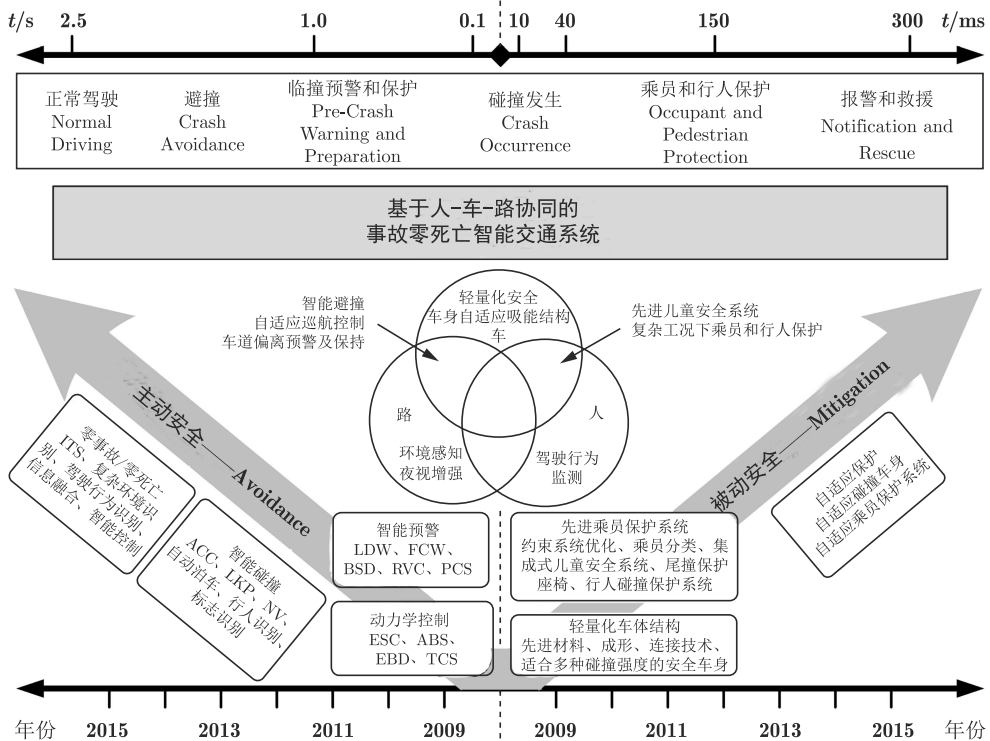 t/s 2.5 1.0 0.1 10 40 150 300 t/ms
正常驾驶
Normal
Driving
避撞
Crash
Avoidance
临撞预警和保护
Pre-Crash
Warning and
Preparation
碰撞发生
Crash
Occurrence
乘员和行人保护
Occupant and
Pedestrian
Protection
报警和救援
Notification and
Rescue
基于人-车-路协同的
事故零死亡智能交通系统
智能避撞
自适应巡航控制
车道偏离预警及保持
轻量化安全
车身自适应吸能结构
车
先进儿童安全系统
复杂工况下乘员和行人保护
路
环境感知
夜视增强
人
驾驶行为
监测
主动安全——Avoidance
被动安全——Mitigation
零事故/零死亡
ITS、复杂环境识
别、驾驶行为识别、
信息融合、智能控制
智能碰撞
ACC、LKP、NV、
自动泊车、行人识别、
标志识别
智能预警
LDW、FCW、
BSD、RVC、PCS
动力学控制
ESC、ABS、
EBD、TCS
先进乘员保护系统
约束系统优化、乘员分类、集
成式儿童安全系统、尾撞保护
座椅、行人碰撞保护系统
轻量化车体结构
先进材料、成形、连接技术、
适合多种碰撞强度的安全车身
自适应保护
自适应碰撞车身
自适应乘员保护系统
年份 2015 2013 2011 2009 2009 2011 2013 2015 年份